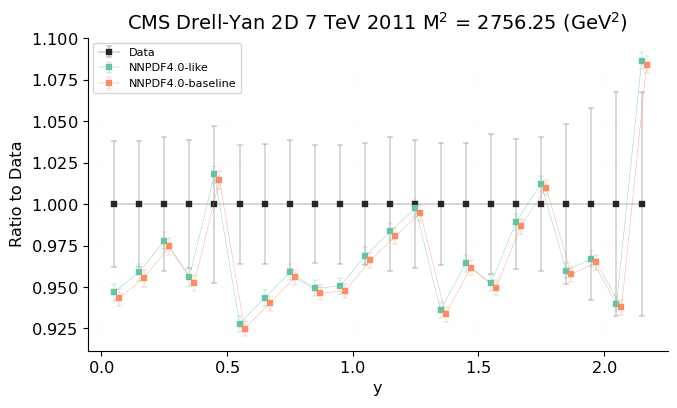 CMS Drell-Yan 2D 7 TeV 2011 M² = 2756.25 (GeV²)
Data
NNPDF4.0-like
NNPDF4.0-baseline
Ratio to Data
1.100
1.075
1.050
1.025
1.000
0.975
0.950
0.925
0.0
0.5
1.0
1.5
2.0
y